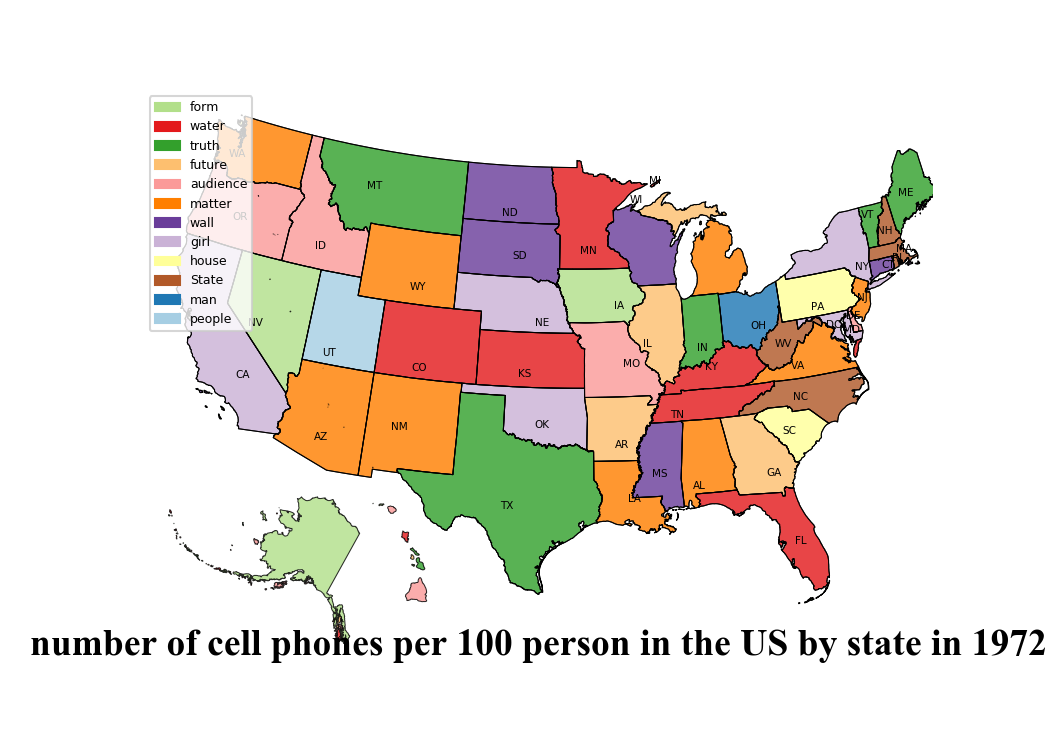 form
water
truth
future
audience
matter
wall
girl
house
State
man
people
WA
OR
CA
NV
ID
MT
WY
UT
AZ
CO
NM
ND
SD
NE
KS
OK
TX
MN
IA
MO
AR
LA
WI
MI
IL
IN
OH
KY
TN
MS
AL
GA
FL
SC
NC
VA
WV
PA
NY
VT
NH
ME
MA
RI
CT
NJ
DE
MD
DC
number of cell phones per 100 person in the US by state in 1972